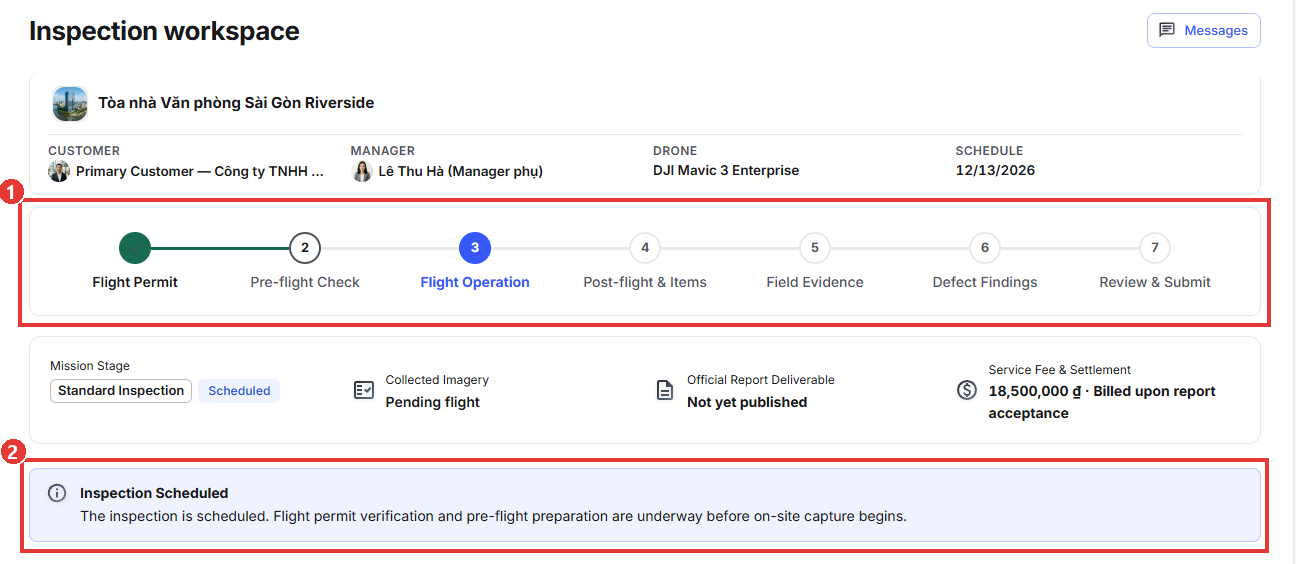 Inspection workspace
Messages
Tòa nhà Văn phòng Sài Gòn Riverside
CUSTOMER
Primary Customer — Công ty TNHH ...
MANAGER
Lê Thu Hà (Manager phụ)
DRONE
DJI Mavic 3 Enterprise
SCHEDULE
12/13/2026
1
Flight Permit
2
Pre-flight Check
3
Flight Operation
4
Post-flight & Items
5
Field Evidence
6
Defect Findings
7
Review & Submit
Mission Stage
Standard Inspection
Scheduled
Collected Imagery
Pending flight
Official Report Deliverable
Not yet published
Service Fee & Settlement
18,500,000 ₫ · Billed upon report
acceptance
2
Inspection Scheduled
The inspection is scheduled. Flight permit verification and pre-flight preparation are underway before on-site capture begins.